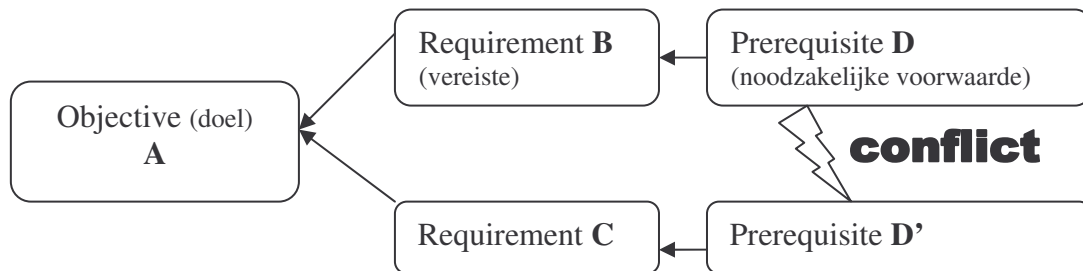 Requirement B
(vereiste)
Prerequisite D
(noodzakelijke voorwaarde)
Objective (doel)
A
conflict
Requirement C
Prerequisite D’